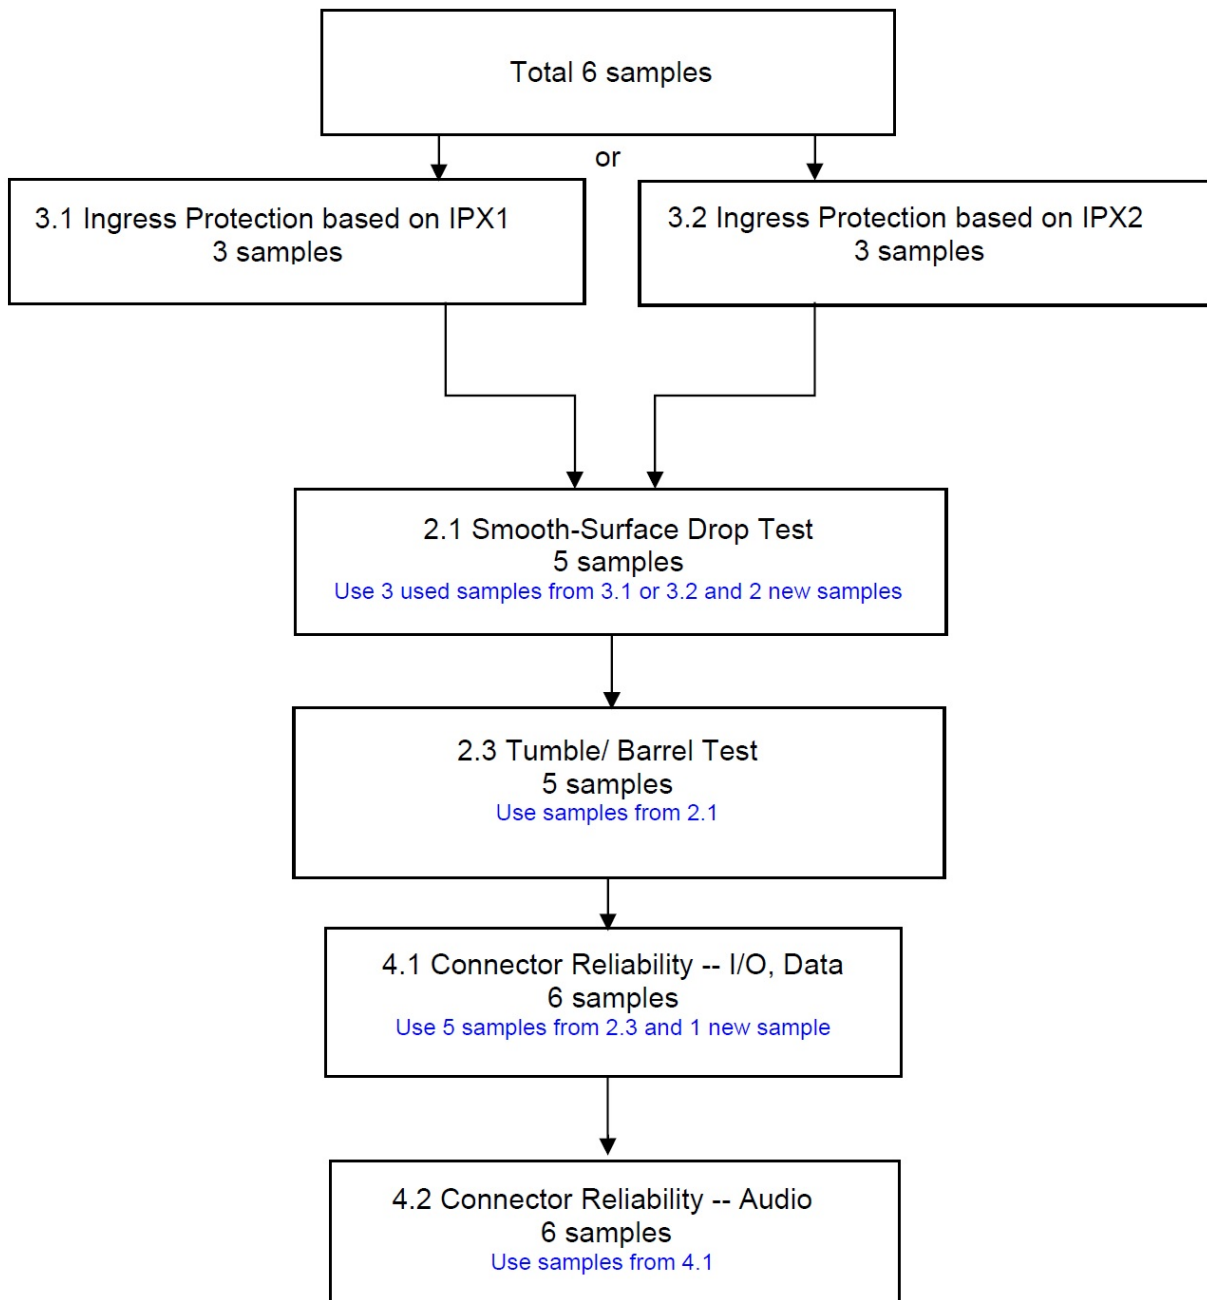 Total 6 samples
or
3.1 Ingress Protection based on IPX1
3 samples
3.2 Ingress Protection based on IPX2
3 samples
2.1 Smooth-Surface Drop Test
5 samples
Use 3 used samples from 3.1 or 3.2 and 2 new samples
2.3 Tumble/ Barrel Test
5 samples
Use samples from 2.1
4.1 Connector Reliability -- I/O, Data
6 samples
Use 5 samples from 2.3 and 1 new sample
4.2 Connector Reliability -- Audio
6 samples
Use samples from 4.1